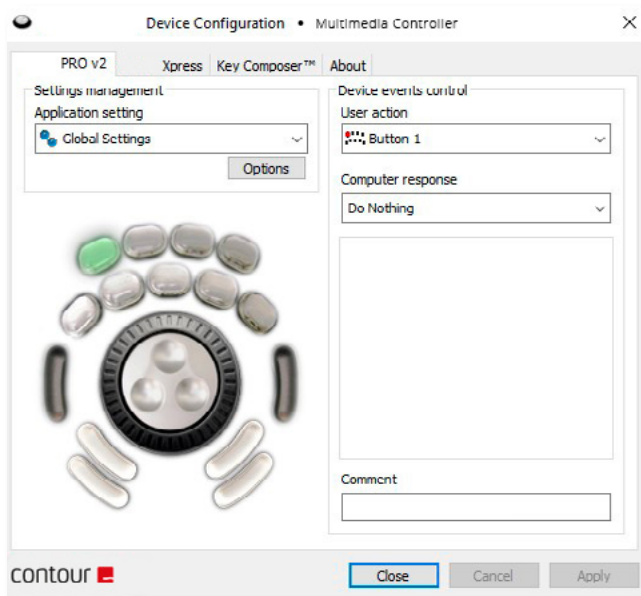 Device Configuration • Multimedia Controller
PRO v2 Xpress Key Composer™ About
Settings management
Application setting
Global Settings
Options
Device events control
User action
Button 1
Computer response
Do Nothing
Comment
contour
Close Cancel Apply